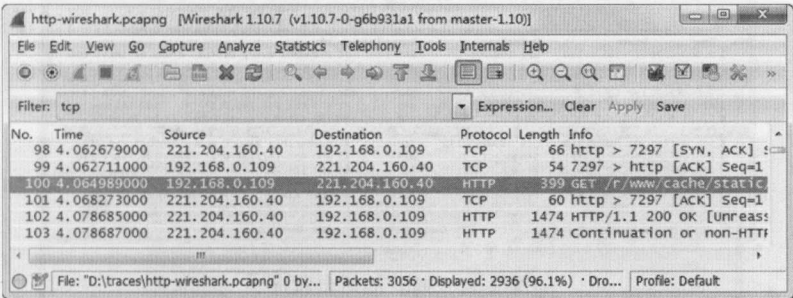 http-wireshark.pcapng [Wireshark 1.10.7 (v1.10.7-0-g6b931a1 from master-1.10)]
File Edit View Go Capture Analyze Statistics Telephony Tools Internals Help
Filter: tcp Expression... Clear Apply Save
No. Time Source Destination Protocol Length Info
98 4.062679000 221.204.160.40 192.168.0.109 TCP 66 http > 7297 [SYN, ACK]
99 4.062711000 192.168.0.109 221.204.160.40 TCP 54 7297 > http [ACK] Seq=1
100 4.064989000 192.168.0.109 221.204.160.40 HTTP 399 GET /r/www/cache/static/
101 4.068273000 221.204.160.40 192.168.0.109 TCP 60 http > 7297 [ACK] Seq=1
102 4.078685000 221.204.160.40 192.168.0.109 HTTP 1474 HTTP/1.1 200 OK [Unreass
103 4.078687000 221.204.160.40 192.168.0.109 HTTP 1474 Continuation or non-HTTP
File: "D:\traces\http-wireshark.pcapng" 0 by... Packets: 3056 · Displayed: 2936 (96.1%) · Dro... Profile: Default